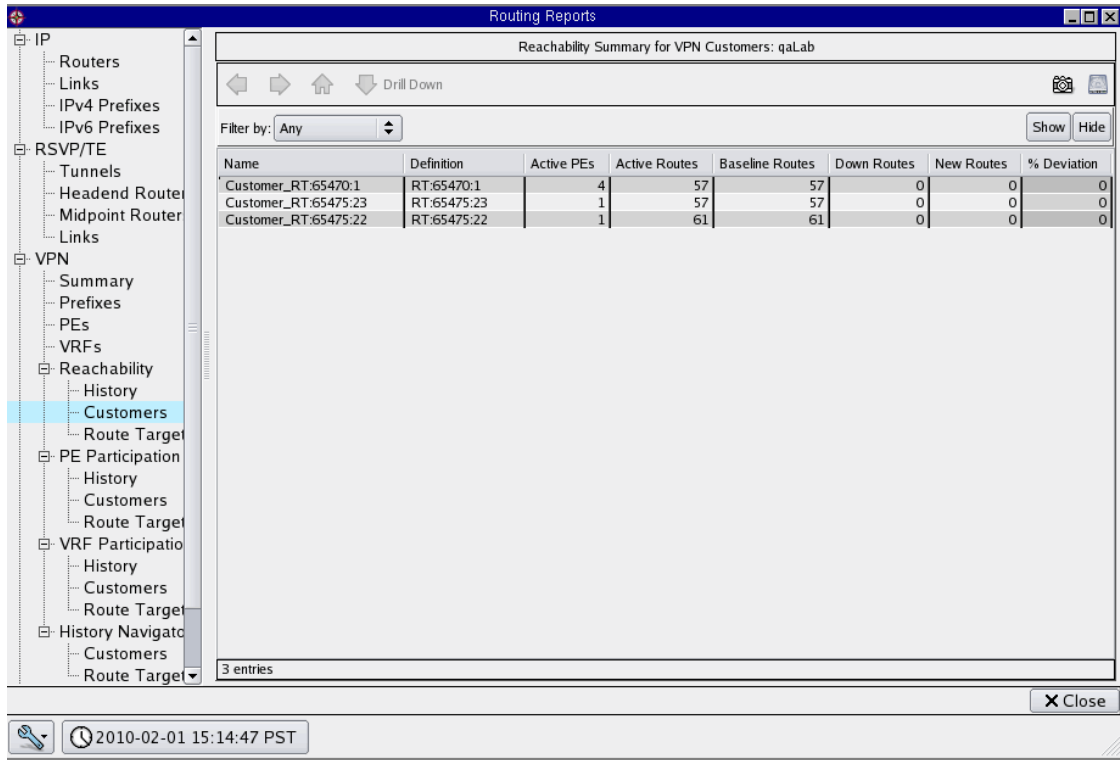 Routing Reports
IP
Routers
Links
IPv4 Prefixes
IPv6 Prefixes
RSVP/TE
Tunnels
Headend Router
Midpoint Router
Links
VPN
Summary
Prefixes
PEs
VRFs
Reachability
History
Customers
Route Target
PE Participation
History
Customers
Route Target
VRF Participatio
History
Customers
Route Target
History Navigato
Customers
Route Target
Reachability Summary for VPN Customers: qaLab
Drill Down
Filter by: Any Show Hide
Name Definition Active PEs Active Routes Baseline Routes Down Routes New Routes % Deviation
Customer_RT:65470:1 RT:65470:1 4 57 57 0 0 0
Customer_RT:65475:23 RT:65475:23 1 57 57 0 0 0
Customer_RT:65475:22 RT:65475:22 1 61 61 0 0 0
3 entries
Close
2010-02-01 15:14:47 PST